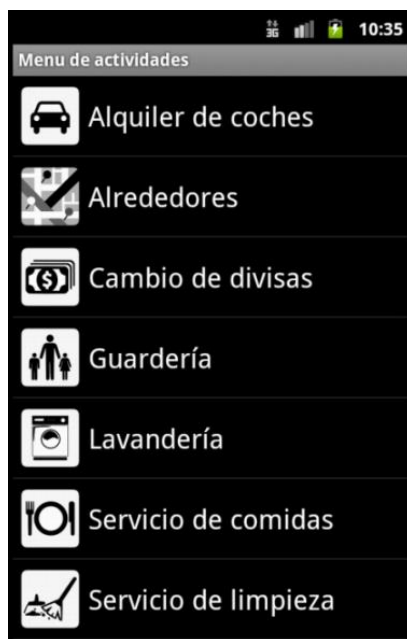 3G 10:35
Menu de actividades
Alquiler de coches
Alrededores
Cambio de divisas
Guardería
Lavandería
Servicio de comidas
Servicio de limpieza